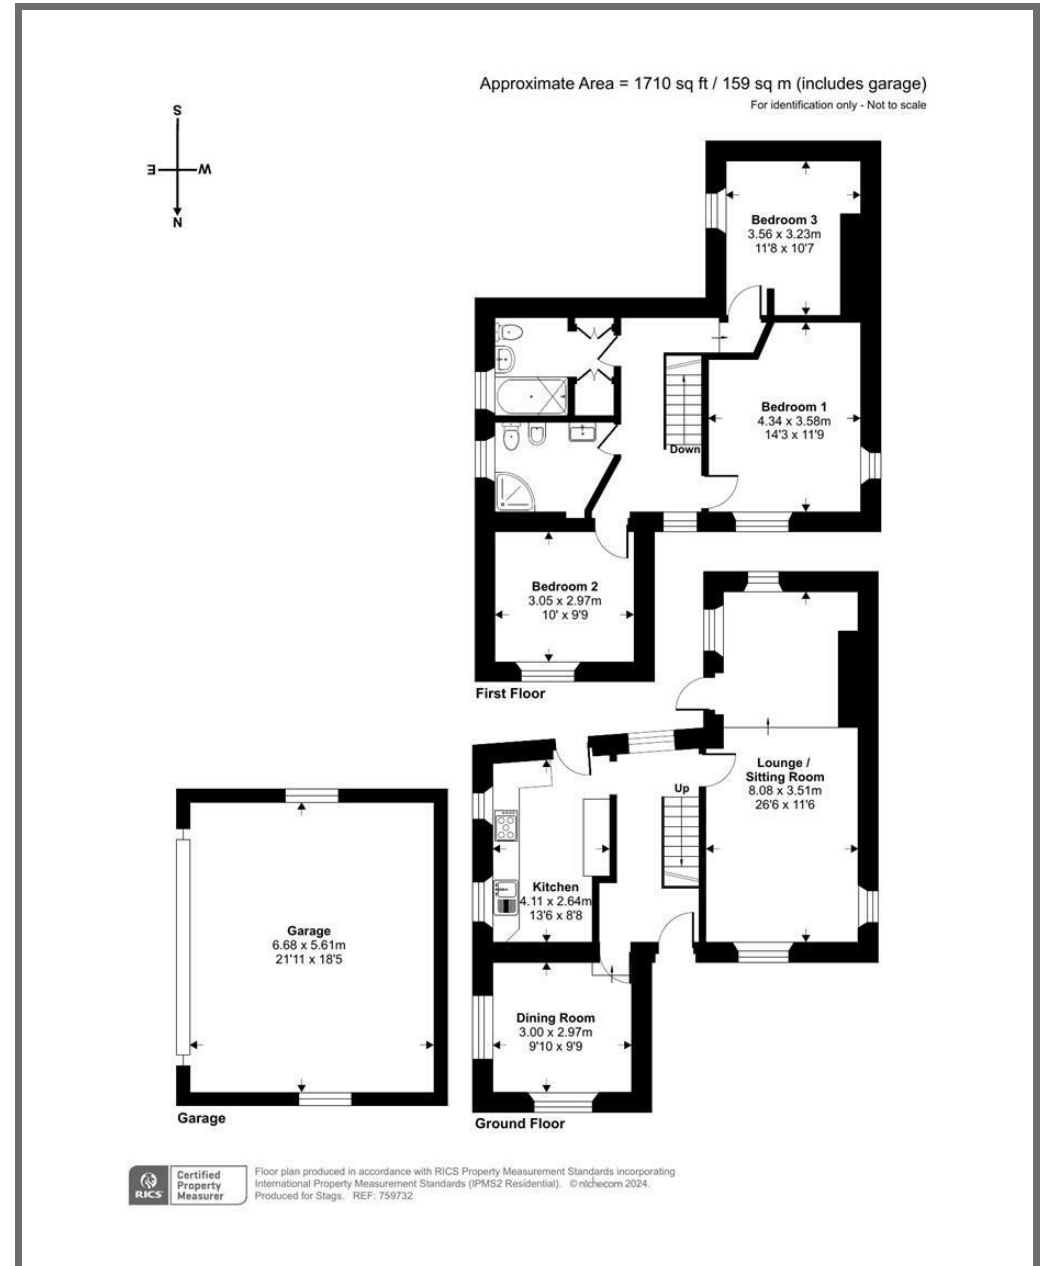 Approximate Area = 1710 sq ft / 159 sq m (includes garage)
For identification only - Not to scale
S
E
W
N
Bedroom 3
3.56 x 3.23m
11'8 x 10'7
Bedroom 1
4.34 x 3.58m
14'3 x 11'9
Down
Bedroom 2
3.05 x 2.97m
10' x 9'9
First Floor
Lounge /
Sitting Room
8.08 x 3.51m
26'6 x 11'6
Up
Kitchen
4.11 x 2.64m
13'6 x 8'8
Garage
6.68 x 5.61m
21'11 x 18'5
Dining Room
3.00 x 2.97m
9'10 x 9'9
Garage
Ground Floor
RICS
Certified
Property
Measurer
Floor plan produced in accordance with RICS Property Measurement Standards incorporating
International Property Measurement Standards (IPMS2 Residential). © nichecom 2024.
Produced for Stags. REF: 759732